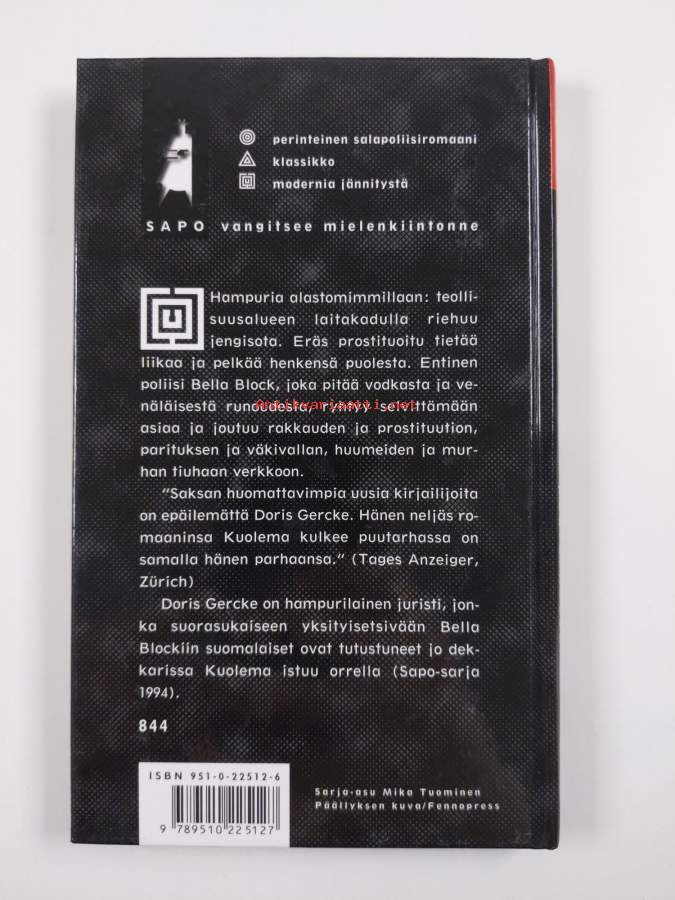 perinteinen salapoliisiromaani
klassikko
modernia jännitystä
SAPO vangitsee mielenkiintonne
Hampuria alastomimmillaan: teolli-
suusalueen laitakadulla riehuu
jengisota. Eräs prostituoitu tietää
liikaa ja pelkää henkensä puolesta. Entinen
poliisi Bella Block, joka pitää vodkasta ja ve-
näläisestä runoudesta, ryhtyy selvittämään
Antikvariaatti.net
asiaa ja joutuu rakkauden ja prostituution,
parituksen ja väkivallan, huumeiden ja mur-
han tiuhaan verkkoon.
"Saksan huomattavimpia uusia kirjailijoita
on epäilemättä Doris Gercke. Hänen neljäs ro-
maaninsa Kuolema kulkee puutarhassa on
samalla hänen parhaansa." (Tages Anzeiger,
Zürich)
Doris Gercke on hampurilainen juristi, jon-
ka suorasukaiseen yksityisetsivään Bella
Blockiin suomalaiset ovat tutustuneet jo dek-
karissa Kuolema istuu orrella (Sapo-sarja
1994).
844
ISBN 951-0-22512-6
9 789510 225127
Sarja-asu Mika Tuominen
Päällyksen kuva/Fennopress